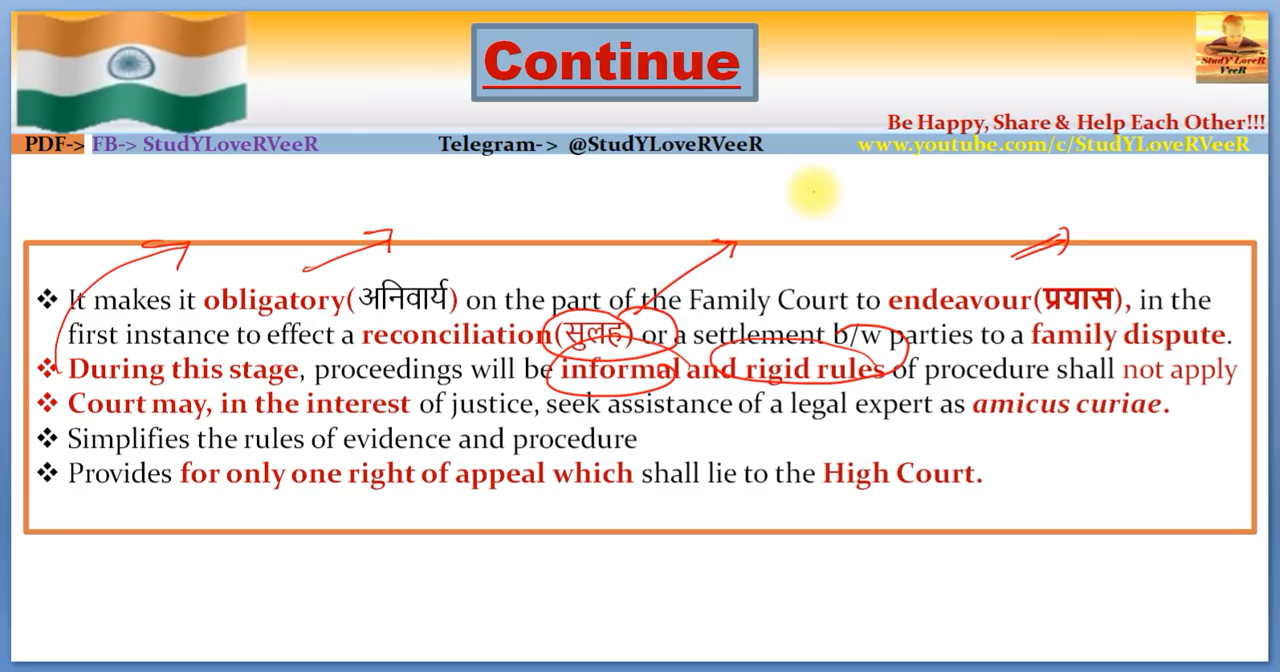 Continue
StudY LoveR
VeeR
Be Happy, Share & Help Each Other!!!
PDF-> FB-> StudYLoveRVeeR Telegram-> @StudYLoveRVeeR www.youtube.com/c/StudYLoveRVeeR
❖ It makes it obligatory(अनिवार्य) on the part of the Family Court to endeavour(प्रयास), in the
first instance to effect a reconciliation(सुलह) or a settlement b/w parties to a family dispute.
❖ During this stage, proceedings will be informal and rigid rules of procedure shall not apply
❖ Court may, in the interest of justice, seek assistance of a legal expert as amicus curiae.
❖ Simplifies the rules of evidence and procedure
❖ Provides for only one right of appeal which shall lie to the High Court.